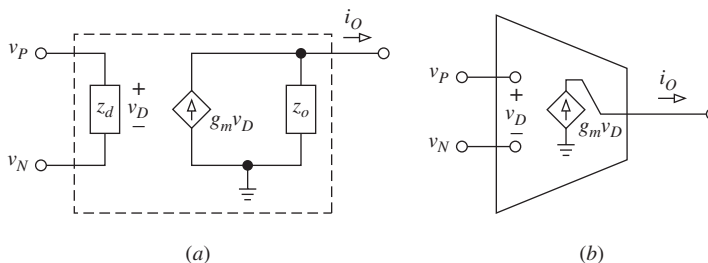 v_P
v_N
z_d
+
v_D
−
g_m v_D
z_o
i_O
(a)
v_P
v_N
+
v_D
−
g_m v_D
i_O
(b)